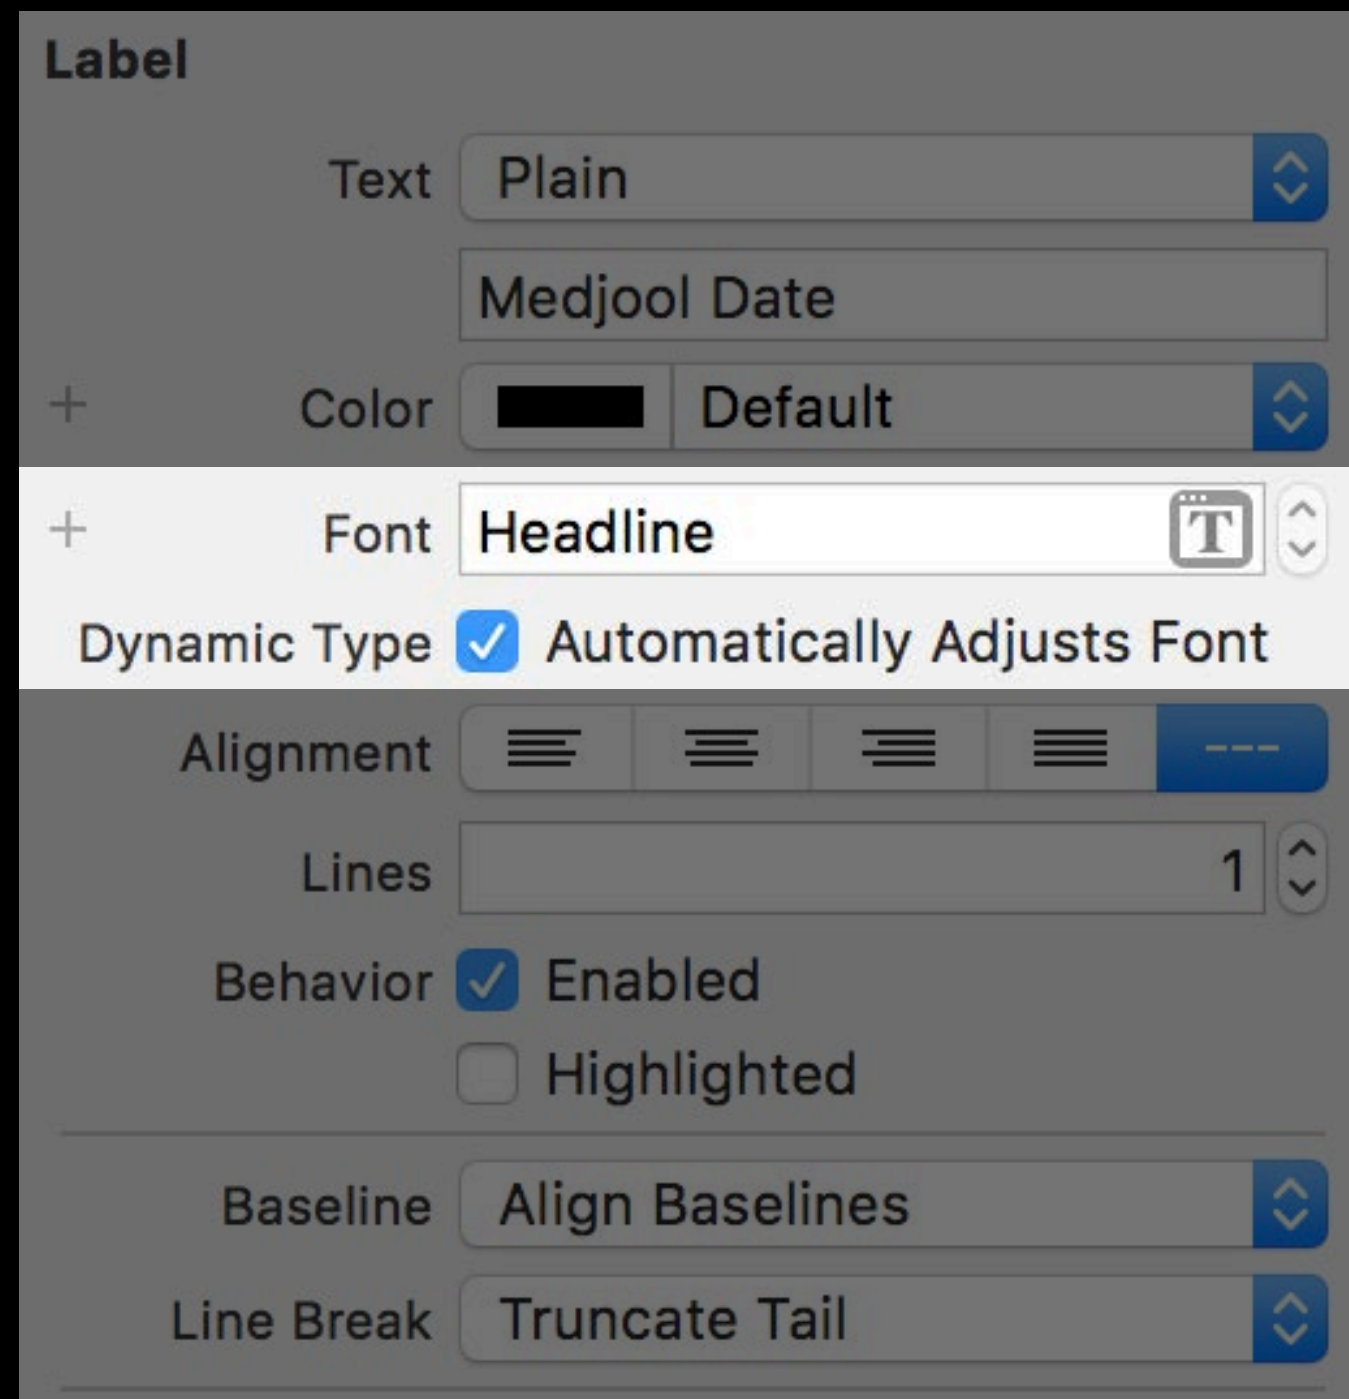 Label
Text Plain
Medjool Date
+ Color Default
+ Font Headline T
Dynamic Type Automatically Adjusts Font
Alignment ---
Lines 1
Behavior Enabled
Highlighted
Baseline Align Baselines
Line Break Truncate Tail